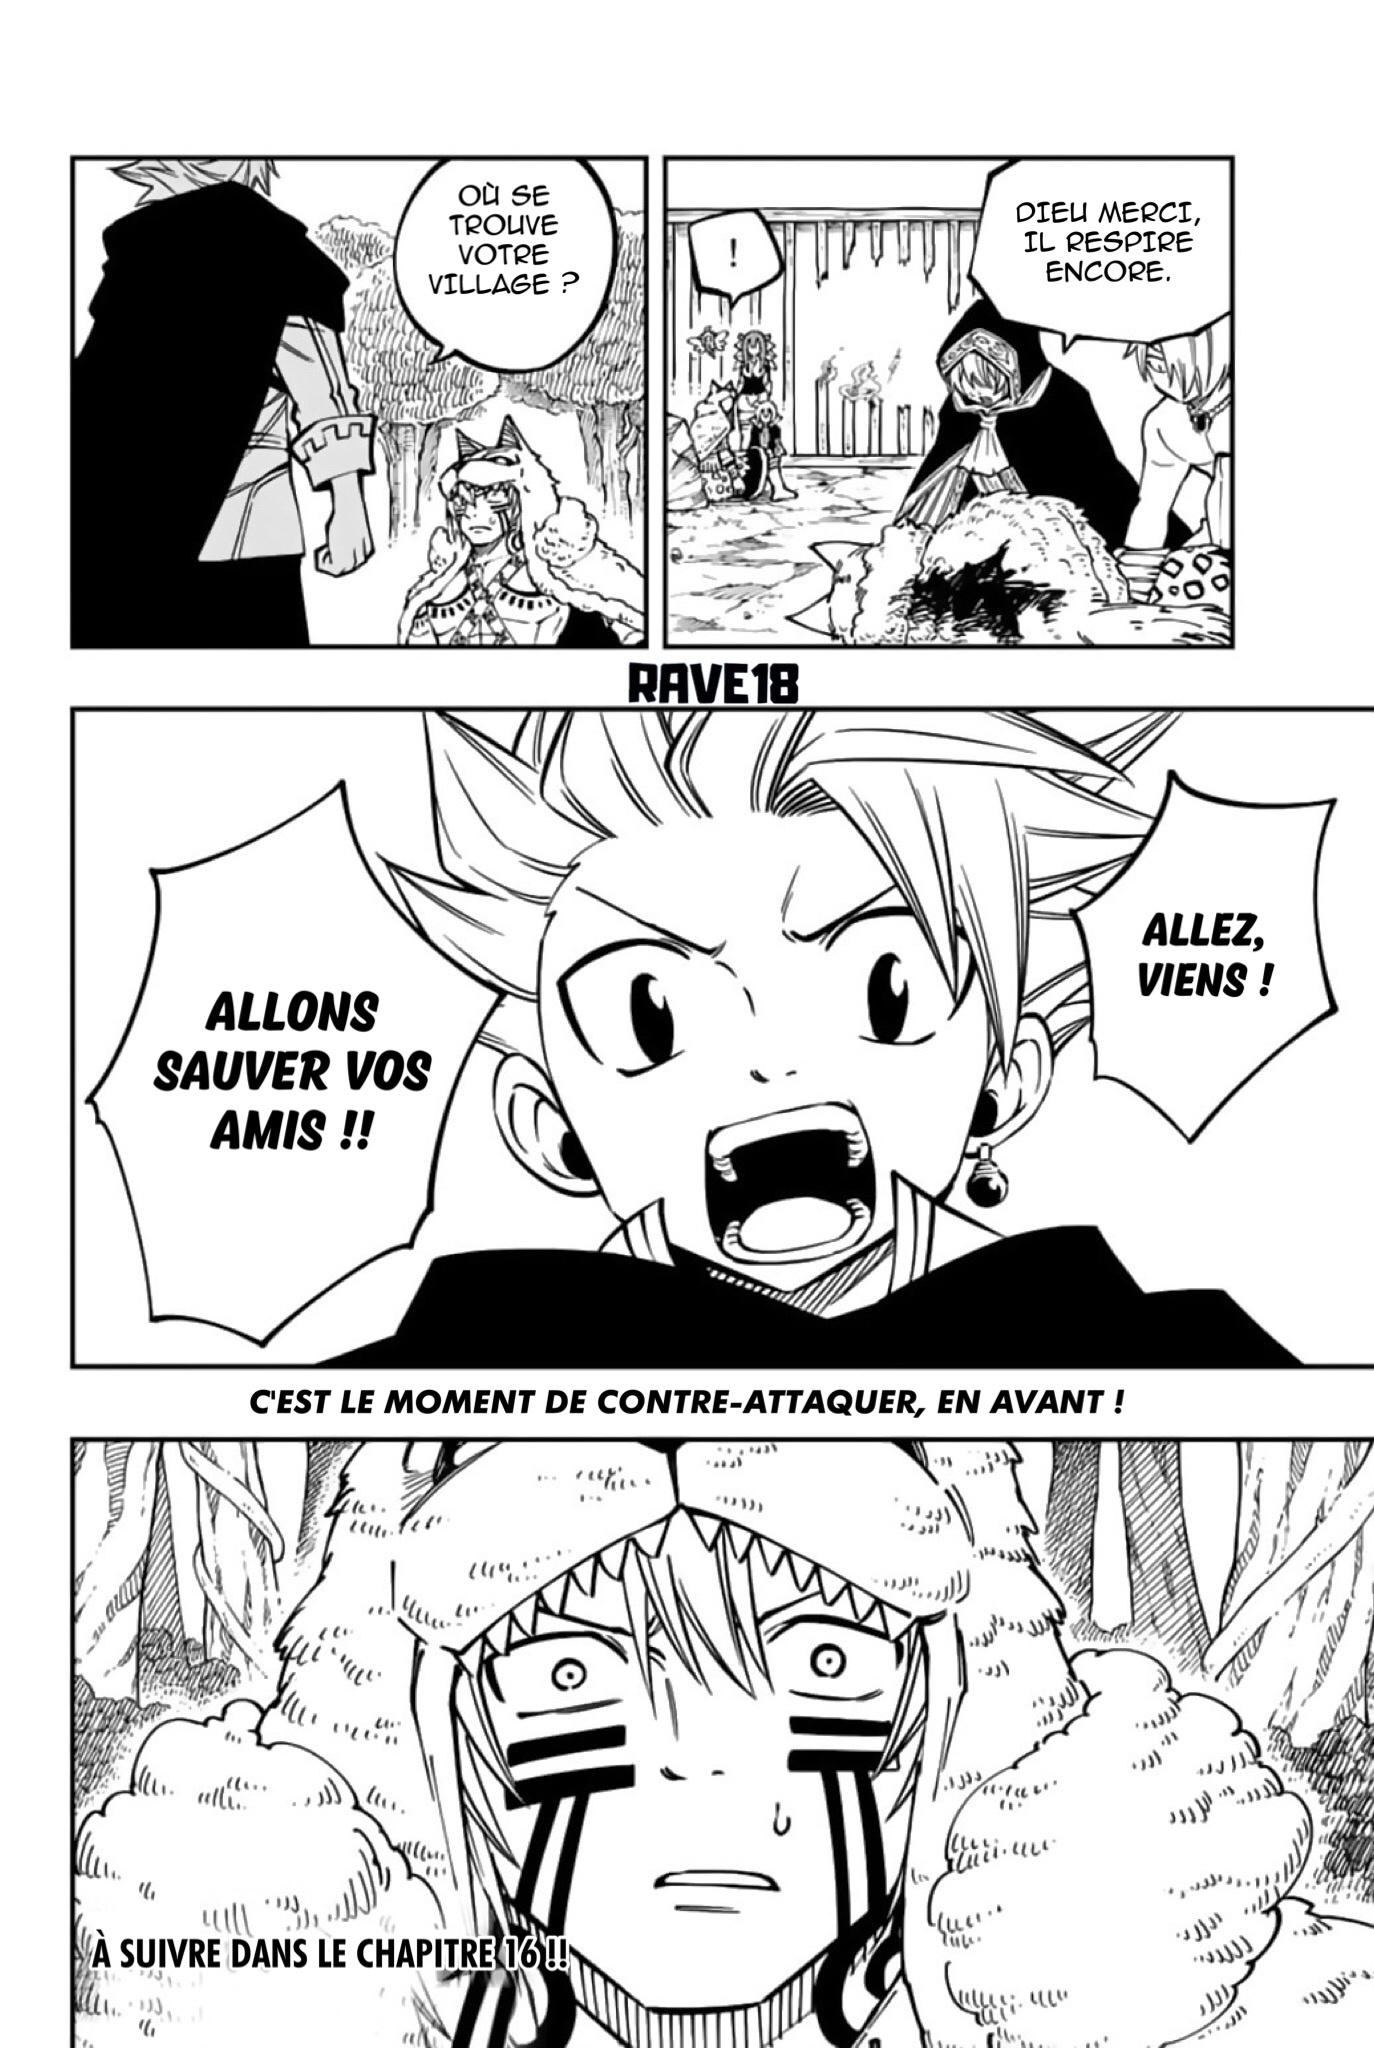 DIEU MERCI,
IL RESPIRE
ENCORE.
!
OÙ SE
TROUVE
VOTRE
VILLAGE ?
RAVE18
ALLEZ,
VIENS !
ALLONS
SAUVER VOS
AMIS !!
C'EST LE MOMENT DE CONTRE-ATTAQUER, EN AVANT !
À SUIVRE DANS LE CHAPITRE 16 !!